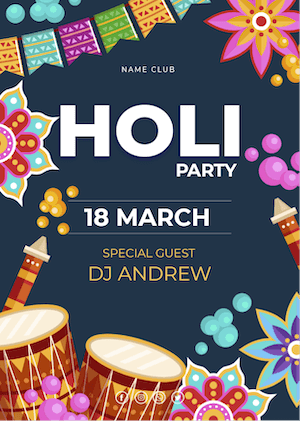 NAME CLUB
HOLI
PARTY
18 MARCH
SPECIAL GUEST
DJ ANDREW